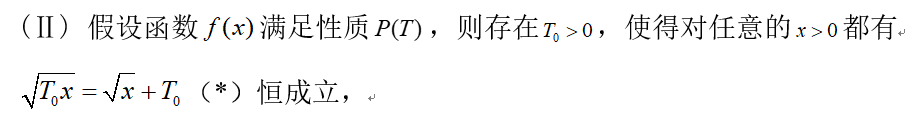 (Ⅱ)假设函数 f(x) 满足性质 P(T)，则存在 T₀ > 0，使得对任意的 x > 0 都有
√(T₀x) = √x + T₀（*）恒成立，